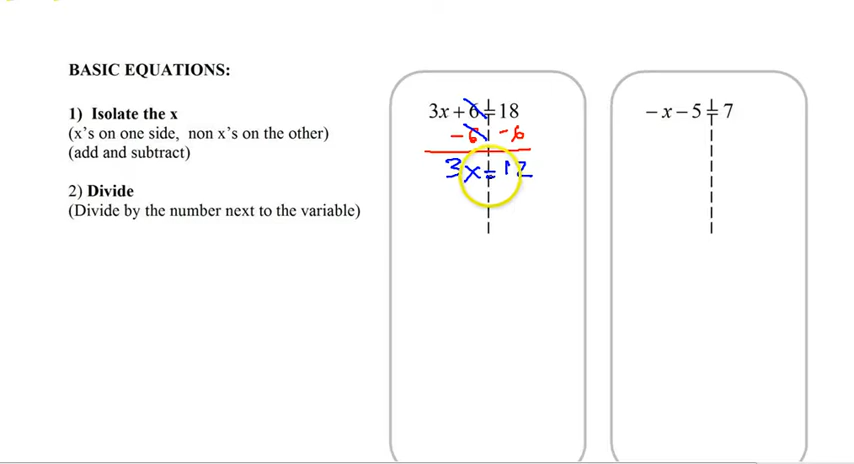 BASIC EQUATIONS:
1) Isolate the x
(x's on one side, non x's on the other)
(add and subtract)
2) Divide
(Divide by the number next to the variable)
3x + 6 = 18
- 6 - 6
3x = 12
- x - 5 = 7